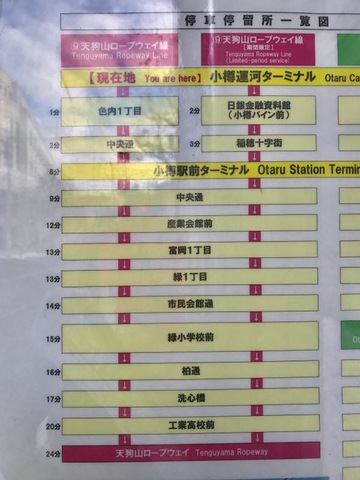 停車停留所一覧図
9 天狗山ロープウェイ線
Tenguyama Ropeway Line
9 天狗山ロープウェイ線
【期間限定】
Tenguyama Ropeway Line
(Limited-period service)
【現在地 You are here】 小樽運河ターミナル Otaru Ca
1分 色内1丁目 2分 日銀金融資料館
(小樽バイン前)
2分 中央通 3分 稲穂十字街
8分 小樽駅前ターミナル Otaru Station Termin
9分 中央通
12分 産業会館前
13分 富岡1丁目
13分 緑1丁目
14分 市民会館通
15分 緑小学校前
16分 柏通
17分 洗心橋
20分 工業高校前
24分 天狗山ロープウェイ Tenguyama Ropeway